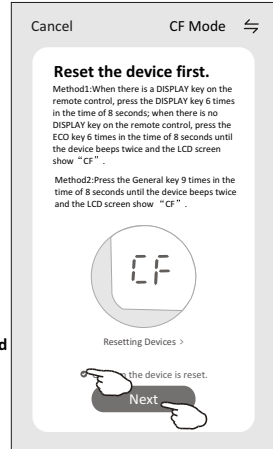 Cancel
CF Mode
Reset the device first.
Method1:When there is a DISPLAY key on the
remote control, press the DISPLAY key 6 times
in the time of 8 seconds; when there is no
DISPLAY key on the remote control, press the
ECO key 6 times in the time of 8 seconds until
the device beeps twice and the LCD screen
show “CF”.
Method2:Press the General key 9 times in the
time of 8 seconds until the device beeps twice
and the LCD screen show “CF”.
CF
Resetting Devices >
the device is reset.
Next